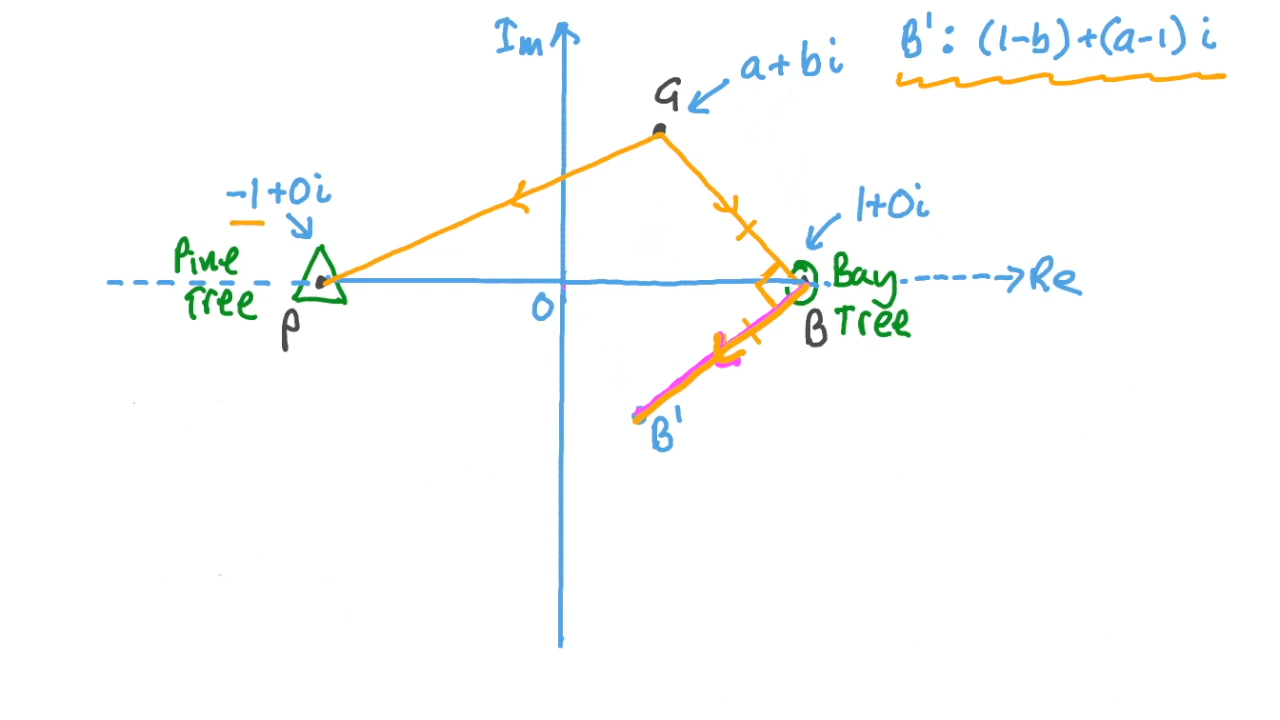 Im
B': (1-b)+(a-1) i
a+bi
G
-1+0i
1+0i
Pine
Tree
P
O
Bay
Tree
B
Re
B'